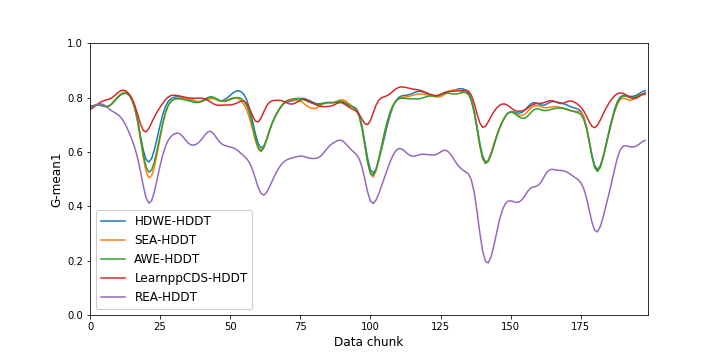 1.0
0.8
0.6
0.4
0.2
0.0
G-mean1
HDWE-HDDT
SEA-HDDT
AWE-HDDT
LearnppCDS-HDDT
REA-HDDT
0 25 50 75 100 125 150 175
Data chunk